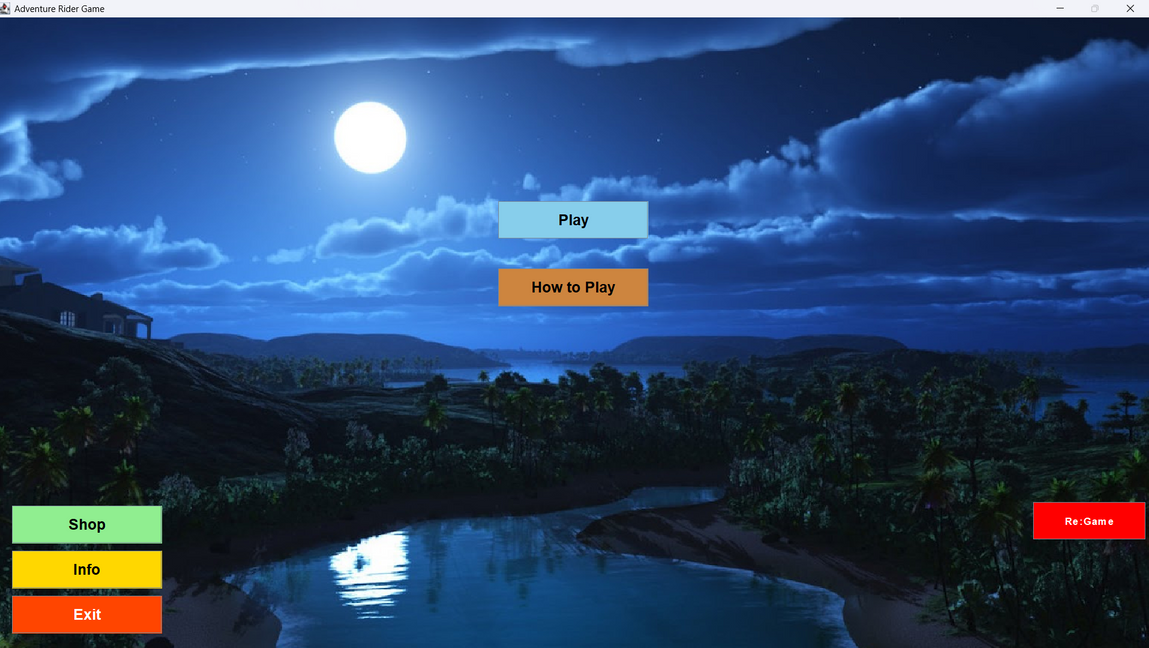 Adventure Rider Game
Play
How to Play
Shop
Re:Game
Info
Exit